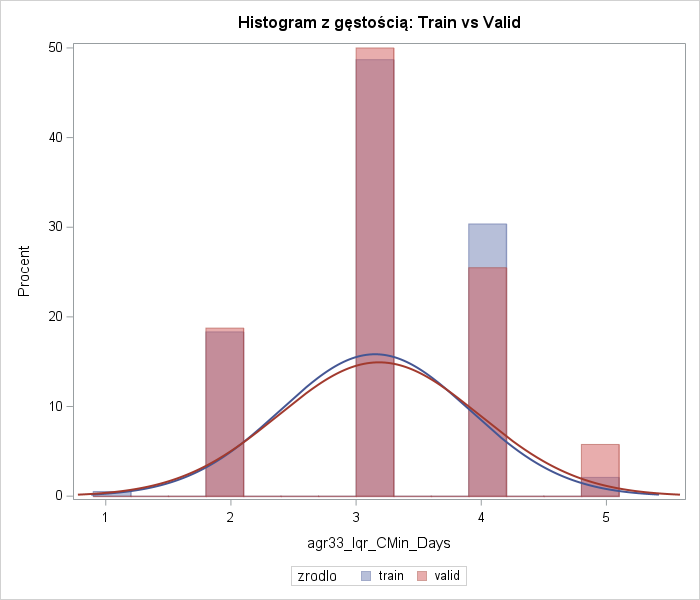 Histogram z gęstością: Train vs Valid
50
40
30
20
10
0
Procent
1 2 3 4 5
agr33_Iqr_CMin_Days
zrodlo train valid